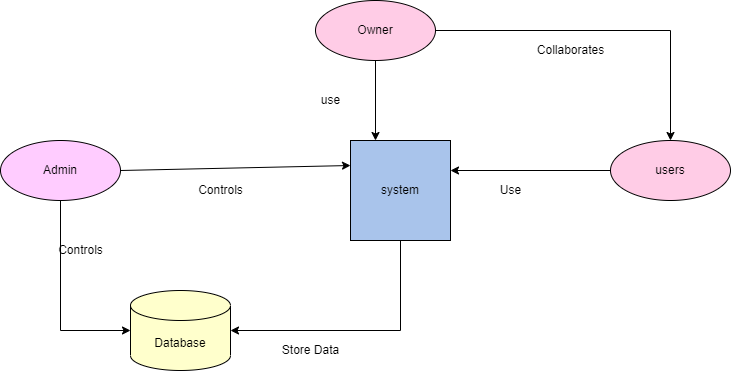 Owner
Collaborates
use
Admin
Controls
system
Use
users
Controls
Database
Store Data